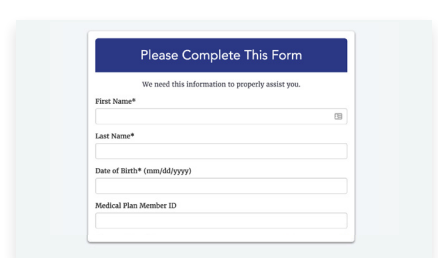 Please Complete This Form
We need this information to properly assist you.
First Name*
Last Name*
Date of Birth* (mm/dd/yyyy)
Medical Plan Member ID